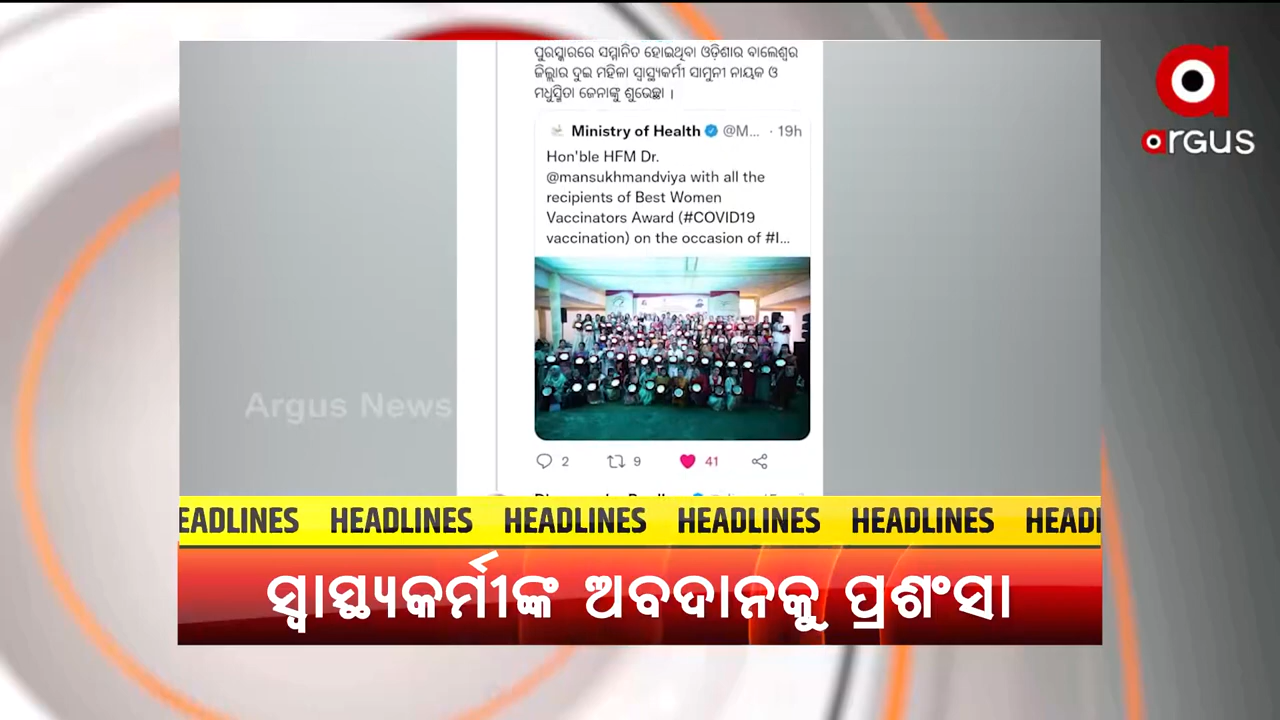 ପୁରସ୍କାରରେ ସମ୍ମାନିତ ହୋଇଥିବା ଓଡ଼ିଶାର ବାଲେଶ୍ୱର
ଜିଲ୍ଲାର ଦୁଇ ମହିଳା ସ୍ୱାସ୍ଥ୍ୟକର୍ମୀ ସାମୁନୀ ନାୟକ ଓ
ମଧୁସ୍ମିତା ଜେନାଙ୍କୁ ଶୁଭେଚ୍ଛା ।
Ministry of Health @M... · 19h
Hon'ble HFM Dr.
@mansukhmandviya with all the
recipients of Best Women
Vaccinators Award (#COVID19
vaccination) on the occasion of #I...
2 9 41
argus
Argus News
EADLINES HEADLINES HEADLINES HEADLINES HEADLINES HEADL
ସ୍ୱାସ୍ଥ୍ୟକର୍ମୀଙ୍କ ଅବଦାନକୁ ପ୍ରଶଂସା